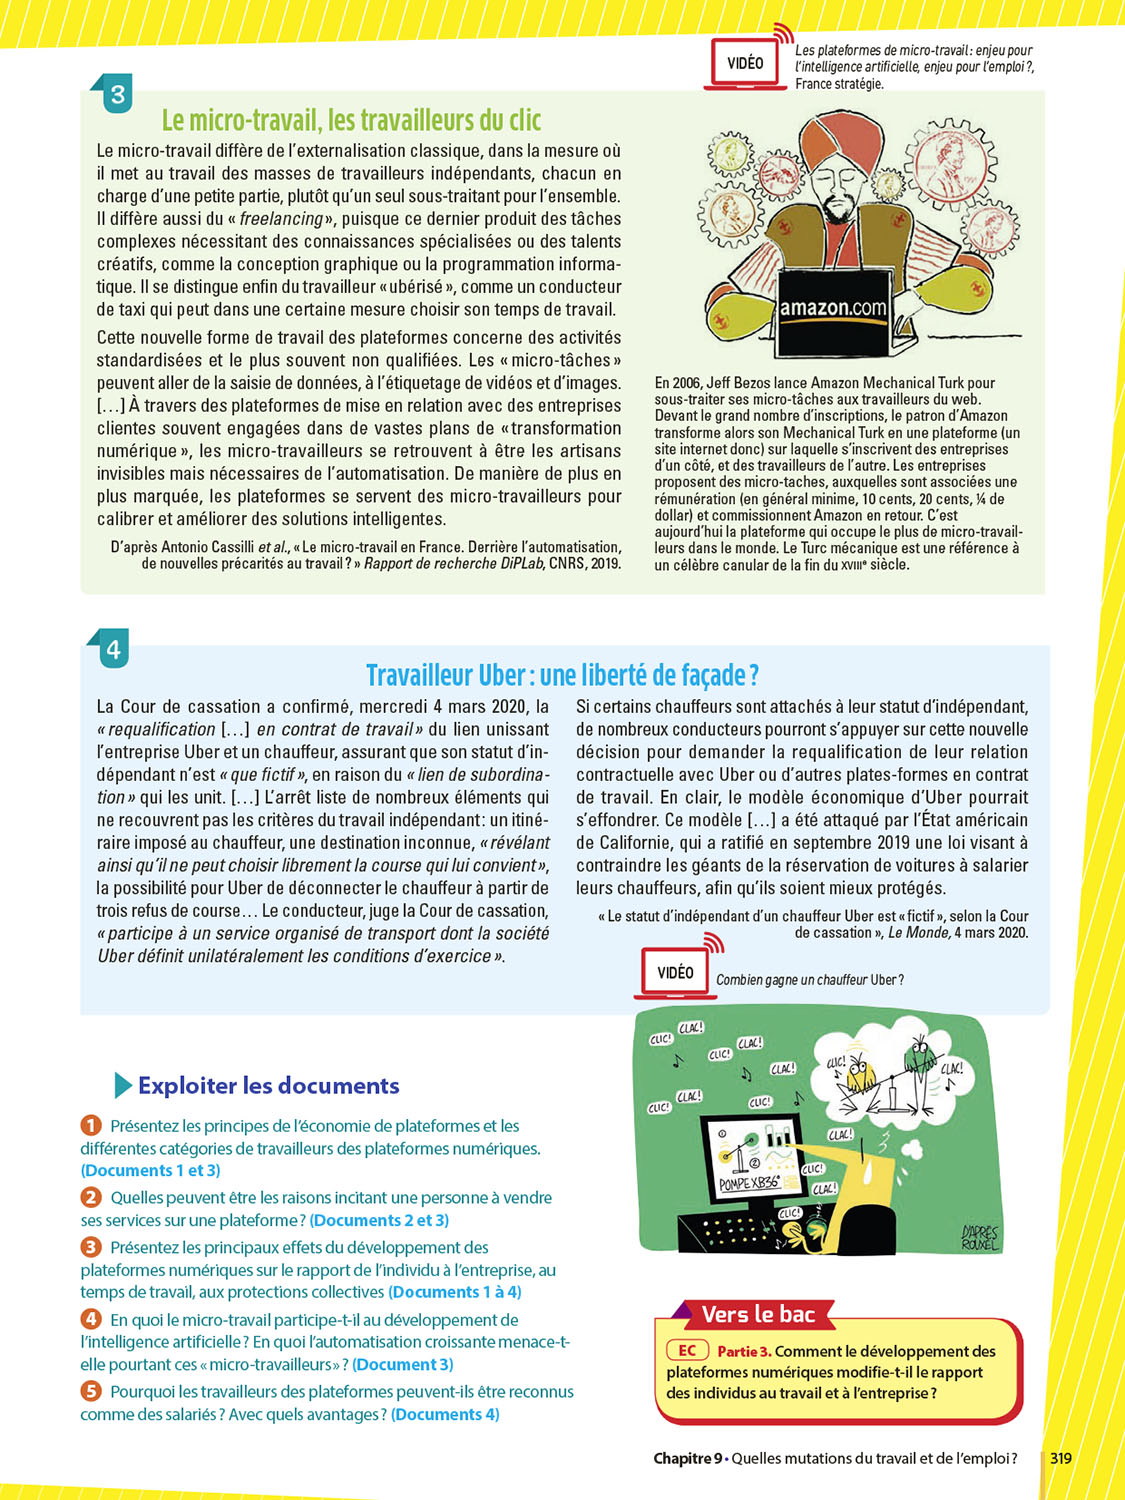 VIDÉO
Les plateformes de micro-travail : enjeu pour
l'intelligence artificielle, enjeu pour l'emploi ?,
France stratégie.
3
Le micro-travail, les travailleurs du clic
Le micro-travail diffère de l'externalisation classique, dans la mesure où
il met au travail des masses de travailleurs indépendants, chacun en
charge d'une petite partie, plutôt qu'un seul sous-traitant pour l'ensemble.
Il diffère aussi du « freelancing », puisque ce dernier produit des tâches
complexes nécessitant des connaissances spécialisées ou des talents
créatifs, comme la conception graphique ou la programmation informa-
tique. Il se distingue enfin du travailleur « ubérisé », comme un conducteur
de taxi qui peut dans une certaine mesure choisir son temps de travail.
Cette nouvelle forme de travail des plateformes concerne des activités
standardisées et le plus souvent non qualifiées. Les « micro-tâches »
peuvent aller de la saisie de données, à l'étiquetage de vidéos et d'images.
[…] À travers des plateformes de mise en relation avec des entreprises
clientes souvent engagées dans de vastes plans de « transformation
numérique », les micro-travailleurs se retrouvent à être les artisans
invisibles mais nécessaires de l'automatisation. De manière de plus en
plus marquée, les plateformes se servent des micro-travailleurs pour
calibrer et améliorer des solutions intelligentes.
D'après Antonio Cassilli et al., « Le micro-travail en France. Derrière l'automatisation,
de nouvelles précarités au travail ? » Rapport de recherche DiPLab, CNRS, 2019.
amazon.com
En 2006, Jeff Bezos lance Amazon Mechanical Turk pour
sous-traiter ses micro-tâches aux travailleurs du web.
Devant le grand nombre d'inscriptions, le patron d'Amazon
transforme alors son Mechanical Turk en une plateforme (un
site internet donc) sur laquelle s'inscrivent des entreprises
d'un côté, et des travailleurs de l'autre. Les entreprises
proposent des micro-taches, auxquelles sont associées une
rémunération (en général minime, 10 cents, 20 cents, ¼ de
dollar) et commissionnent Amazon en retour. C'est
aujourd'hui la plateforme qui occupe le plus de micro-travail-
leurs dans le monde. Le Turc mécanique est une référence à
un célèbre canular de la fin du XVIIIe siècle.
4
Travailleur Uber : une liberté de façade ?
La Cour de cassation a confirmé, mercredi 4 mars 2020, la
« requalification […] en contrat de travail » du lien unissant
l'entreprise Uber et un chauffeur, assurant que son statut d'in-
dépendant n'est « que fictif », en raison du « lien de subordina-
tion » qui les unit. […] L'arrêt liste de nombreux éléments qui
ne recouvrent pas les critères du travail indépendant : un itiné-
raire imposé au chauffeur, une destination inconnue, « révélant
ainsi qu'il ne peut choisir librement la course qui lui convient »,
la possibilité pour Uber de déconnecter le chauffeur à partir de
trois refus de course… Le conducteur, juge la Cour de cassation,
« participe à un service organisé de transport dont la société
Uber définit unilatéralement les conditions d'exercice ».
Si certains chauffeurs sont attachés à leur statut d'indépendant,
de nombreux conducteurs pourront s'appuyer sur cette nouvelle
décision pour demander la requalification de leur relation
contractuelle avec Uber ou d'autres plates-formes en contrat
de travail. En clair, le modèle économique d'Uber pourrait
s'effondrer. Ce modèle […] a été attaqué par l'État américain
de Californie, qui a ratifié en septembre 2019 une loi visant à
contraindre les géants de la réservation de voitures à salarier
leurs chauffeurs, afin qu'ils soient mieux protégés.
« Le statut d'indépendant d'un chauffeur Uber est « fictif », selon la Cour
de cassation », Le Monde, 4 mars 2020.
VIDÉO
Combien gagne un chauffeur Uber ?
CLIC!
CLAC!
CLIC!
CLAC!
CLIC!
CLAC!
CLIC!
CLIC!
CLAC!
CLAC!
CLIC!
CLAC!
CLIC!
1
2
POMPE XB36°
D'APRÈS
ROUXEL
Exploiter les documents
1 Présentez les principes de l'économie de plateformes et les
différentes catégories de travailleurs des plateformes numériques.
(Documents 1 et 3)
2 Quelles peuvent être les raisons incitant une personne à vendre
ses services sur une plateforme ? (Documents 2 et 3)
3 Présentez les principaux effets du développement des
plateformes numériques sur le rapport de l'individu à l'entreprise, au
temps de travail, aux protections collectives (Documents 1 à 4)
4 En quoi le micro-travail participe-t-il au développement de
l'intelligence artificielle ? En quoi l'automatisation croissante menace-t-
elle pourtant ces « micro-travailleurs » ? (Document 3)
5 Pourquoi les travailleurs des plateformes peuvent-ils être reconnus
comme des salariés ? Avec quels avantages ? (Documents 4)
Vers le bac
EC Partie 3. Comment le développement des
plateformes numériques modifie-t-il le rapport
des individus au travail et à l'entreprise ?
Chapitre 9 • Quelles mutations du travail et de l'emploi ? 319